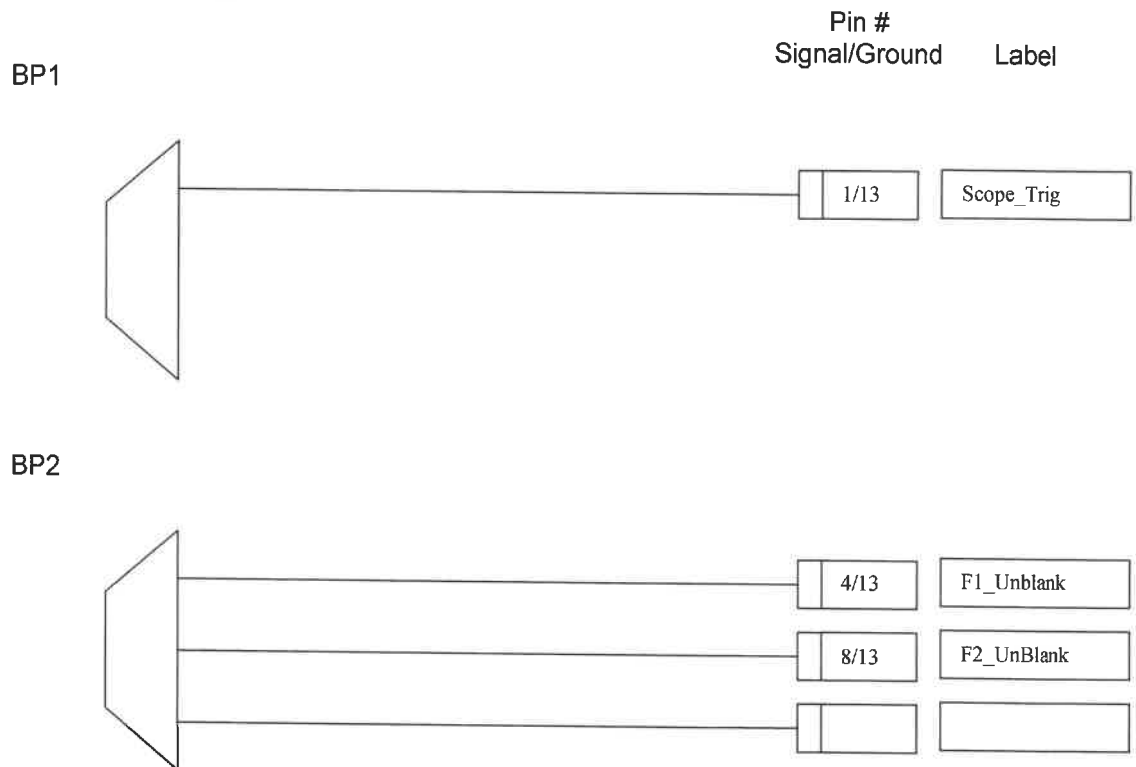 Pin #
Signal/Ground Label
BP1
1/13 Scope_Trig
BP2
4/13 F1_Unblank
8/13 F2_UnBlank